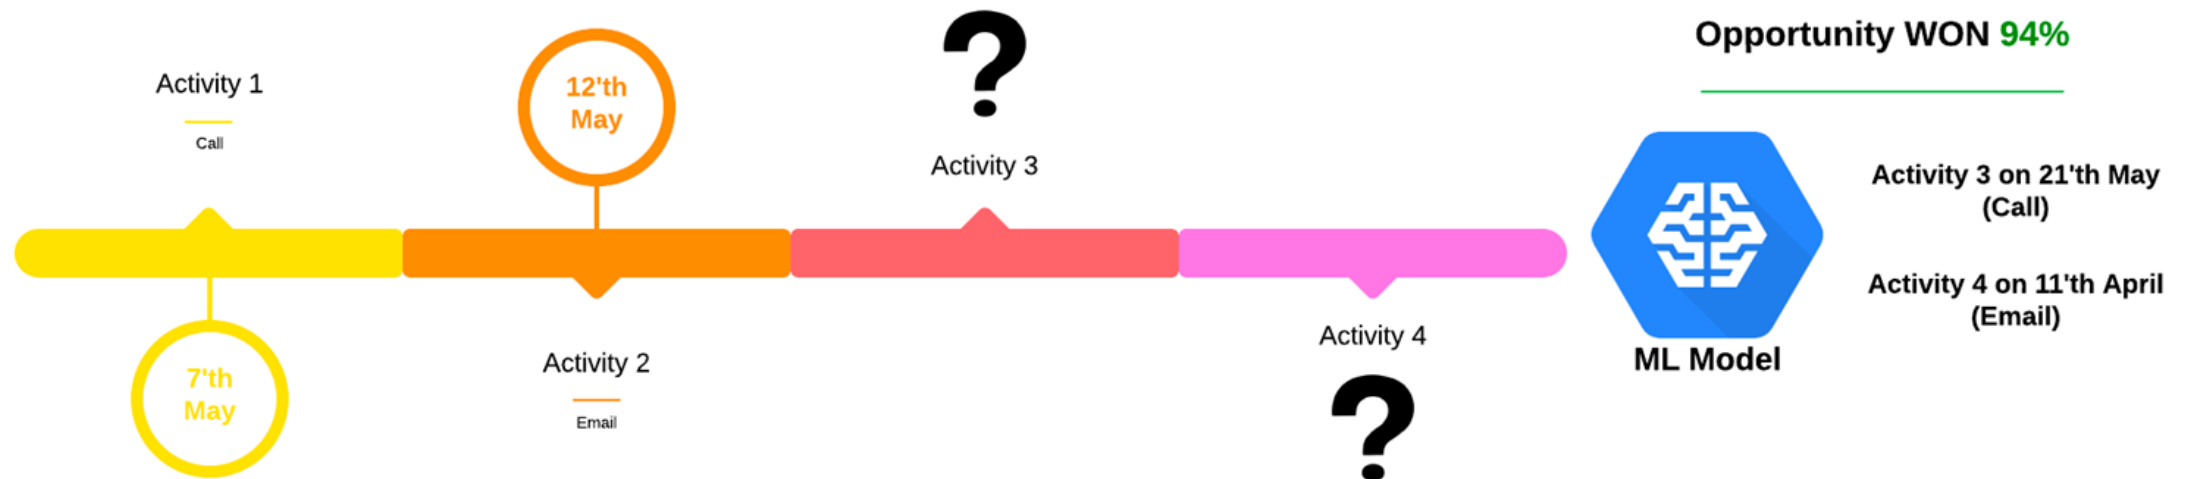 Activity 1
Call
7'th
May
12'th
May
Activity 2
Email
?
Activity 3
Activity 4
?
Opportunity WON 94%
ML Model
Activity 3 on 21'th May
(Call)
Activity 4 on 11'th April
(Email)